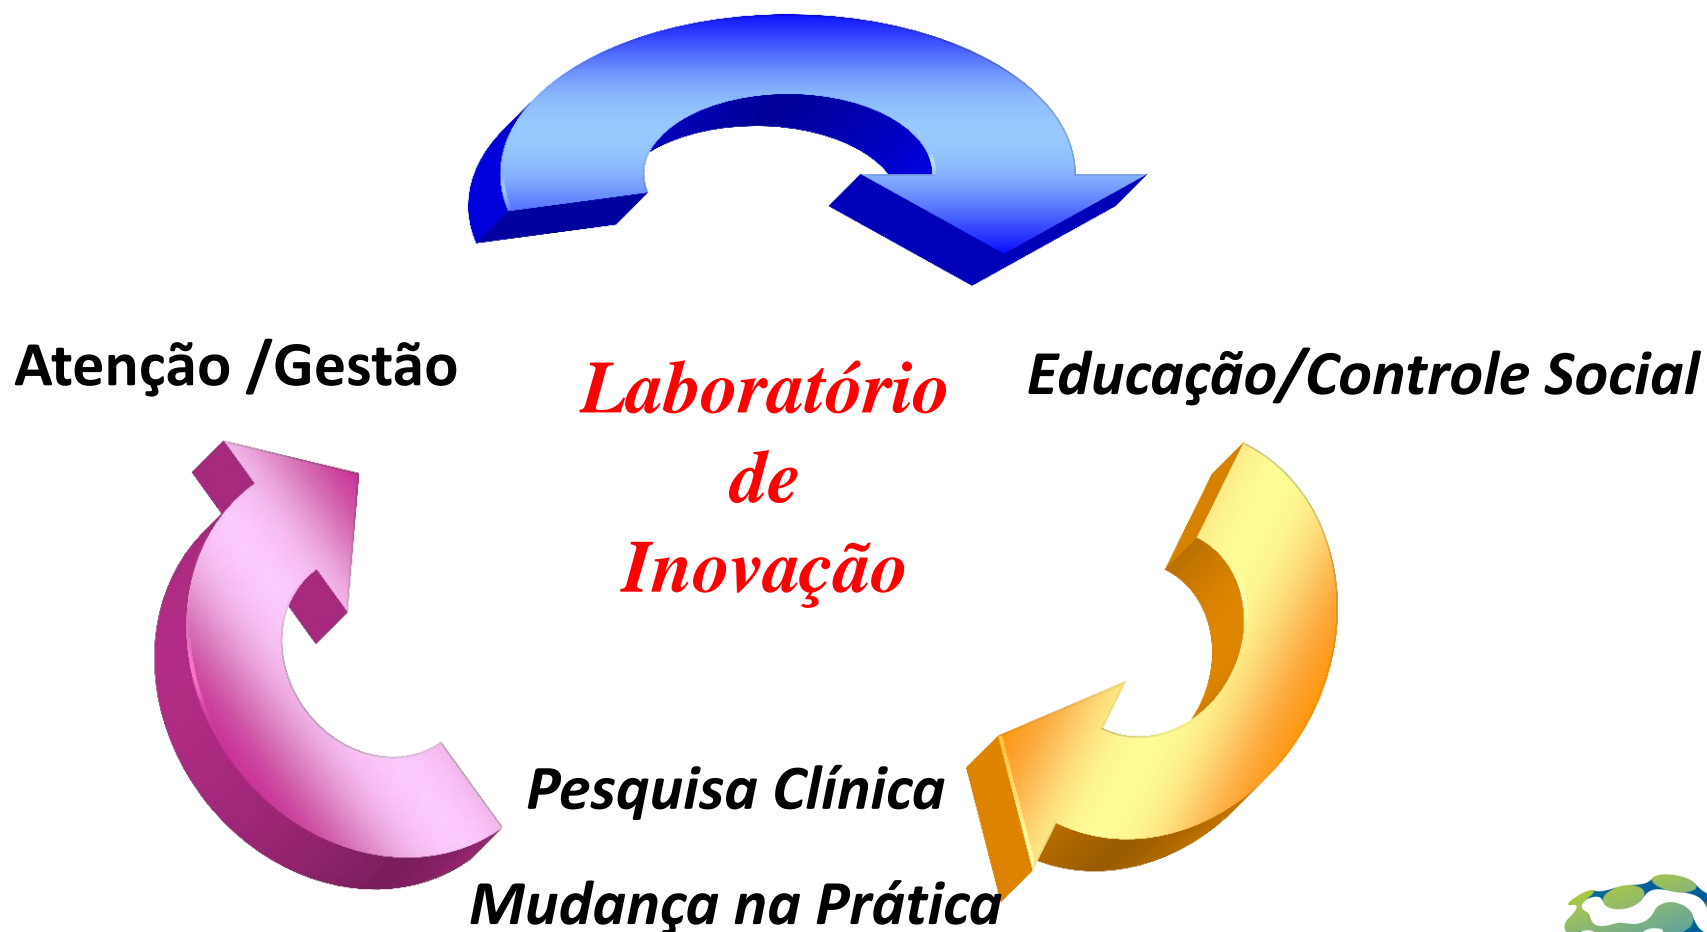 Atenção /Gestão
Laboratório
de
Inovação
Educação/Controle Social
Pesquisa Clínica
Mudança na Prática